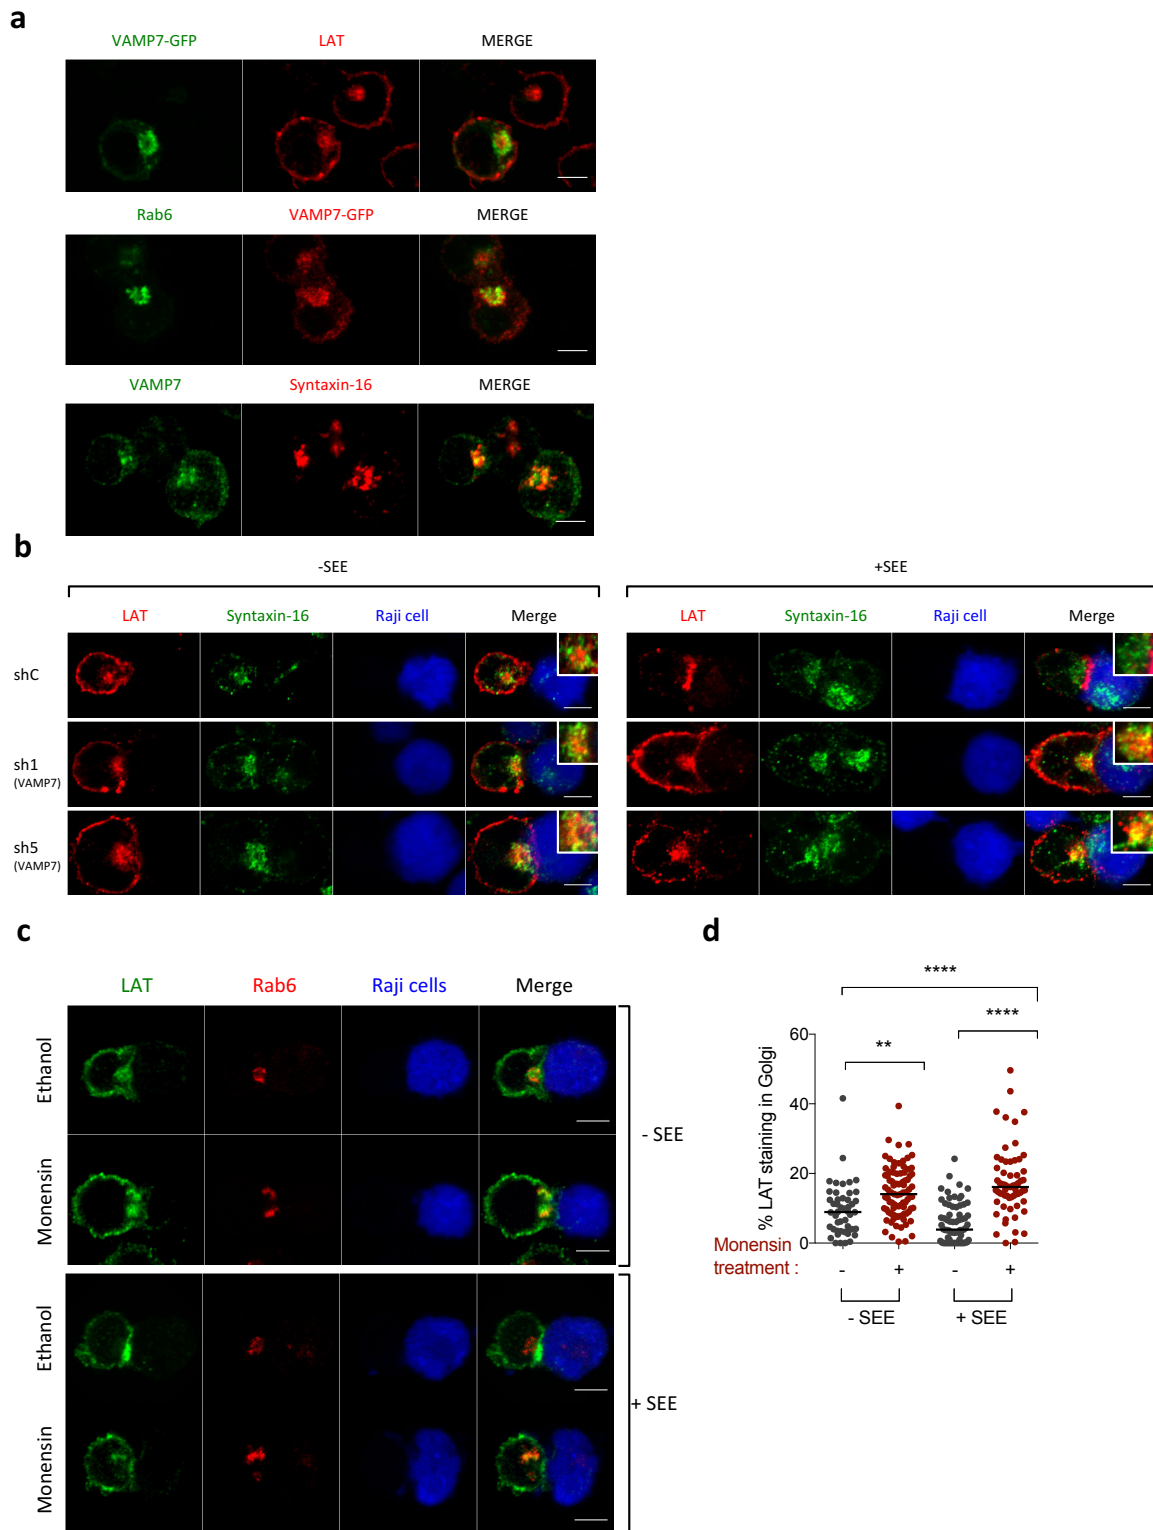 a
VAMP7-GFP LAT MERGE
Rab6 VAMP7-GFP MERGE
VAMP7 Syntaxin-16 MERGE
b
-SEE +SEE
LAT Syntaxin-16 Raji cell Merge LAT Syntaxin-16 Raji cell Merge
shC
sh1
(VAMP7)
sh5
(VAMP7)
c
LAT Rab6 Raji cells Merge
Ethanol
Monensin
- SEE
Ethanol
Monensin
+ SEE
d
****
****
**
60
40
20
0
% LAT staining in Golgi
Monensin
treatment : - + - +
- SEE + SEE